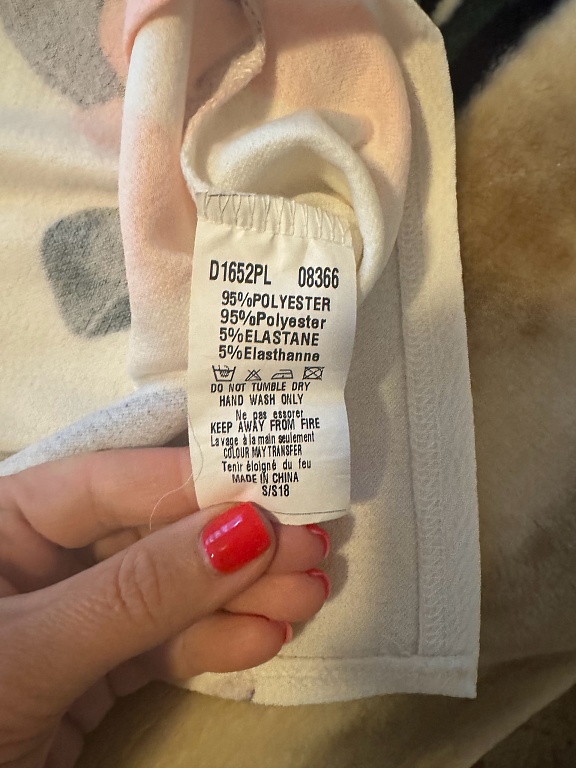 D1652PL 08366
95%POLYESTER
95%Polyester
5%ELASTANE
5%Elasthanne
DO NOT TUMBLE DRY
HAND WASH ONLY
Ne pas essorer
KEEP AWAY FROM FIRE
Lavage à la main seulement
COLOUR MAY TRANSFER
Tenir éloigné du feu
MADE IN CHINA
S/S18